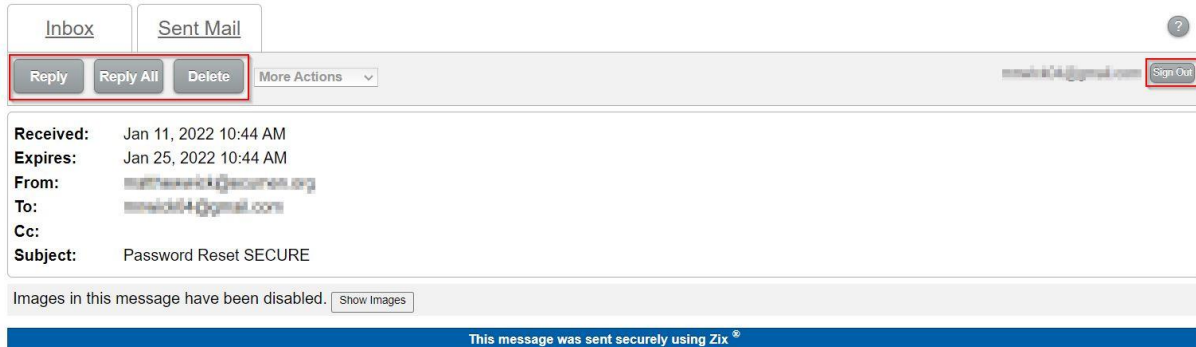 Inbox Sent Mail ?
Reply Reply All Delete More Actions Sign Out
Received: Jan 11, 2022 10:44 AM
Expires: Jan 25, 2022 10:44 AM
From:
To:
Cc:
Subject: Password Reset SECURE
Images in this message have been disabled. Show Images
This message was sent securely using Zix ®